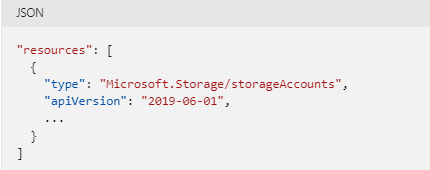 JSON
"resources": [
  {
    "type": "Microsoft.Storage/storageAccounts",
    "apiVersion": "2019-06-01",
    ...
  }
]